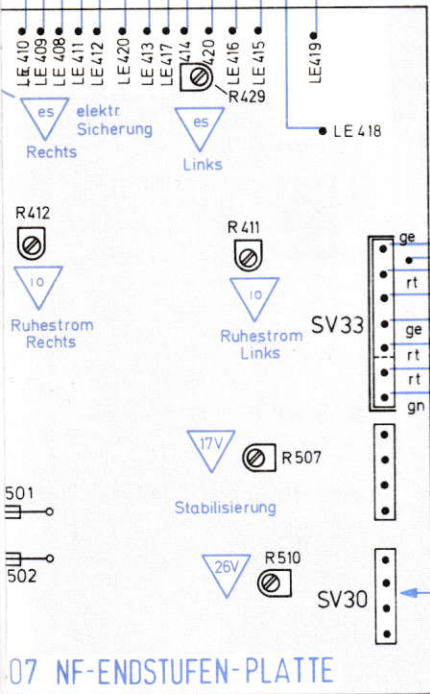 LE 410
LE 409
LE 408
LE 411
LE 412
LE 420
LE 413
LE 417
414
420
LE 416
LE 415
LE419
R429
es
elektr.
Sicherung
Rechts
es
Links
LE 418
R412
R 411
10
Ruhestrom
Rechts
10
Ruhestrom
Links
SV33
ge
rt
ge
rt
rt
gn
17V
R507
Stabilisierung
501
502
26V
R510
SV30
07 NF-ENDSTUFEN-PLATTE